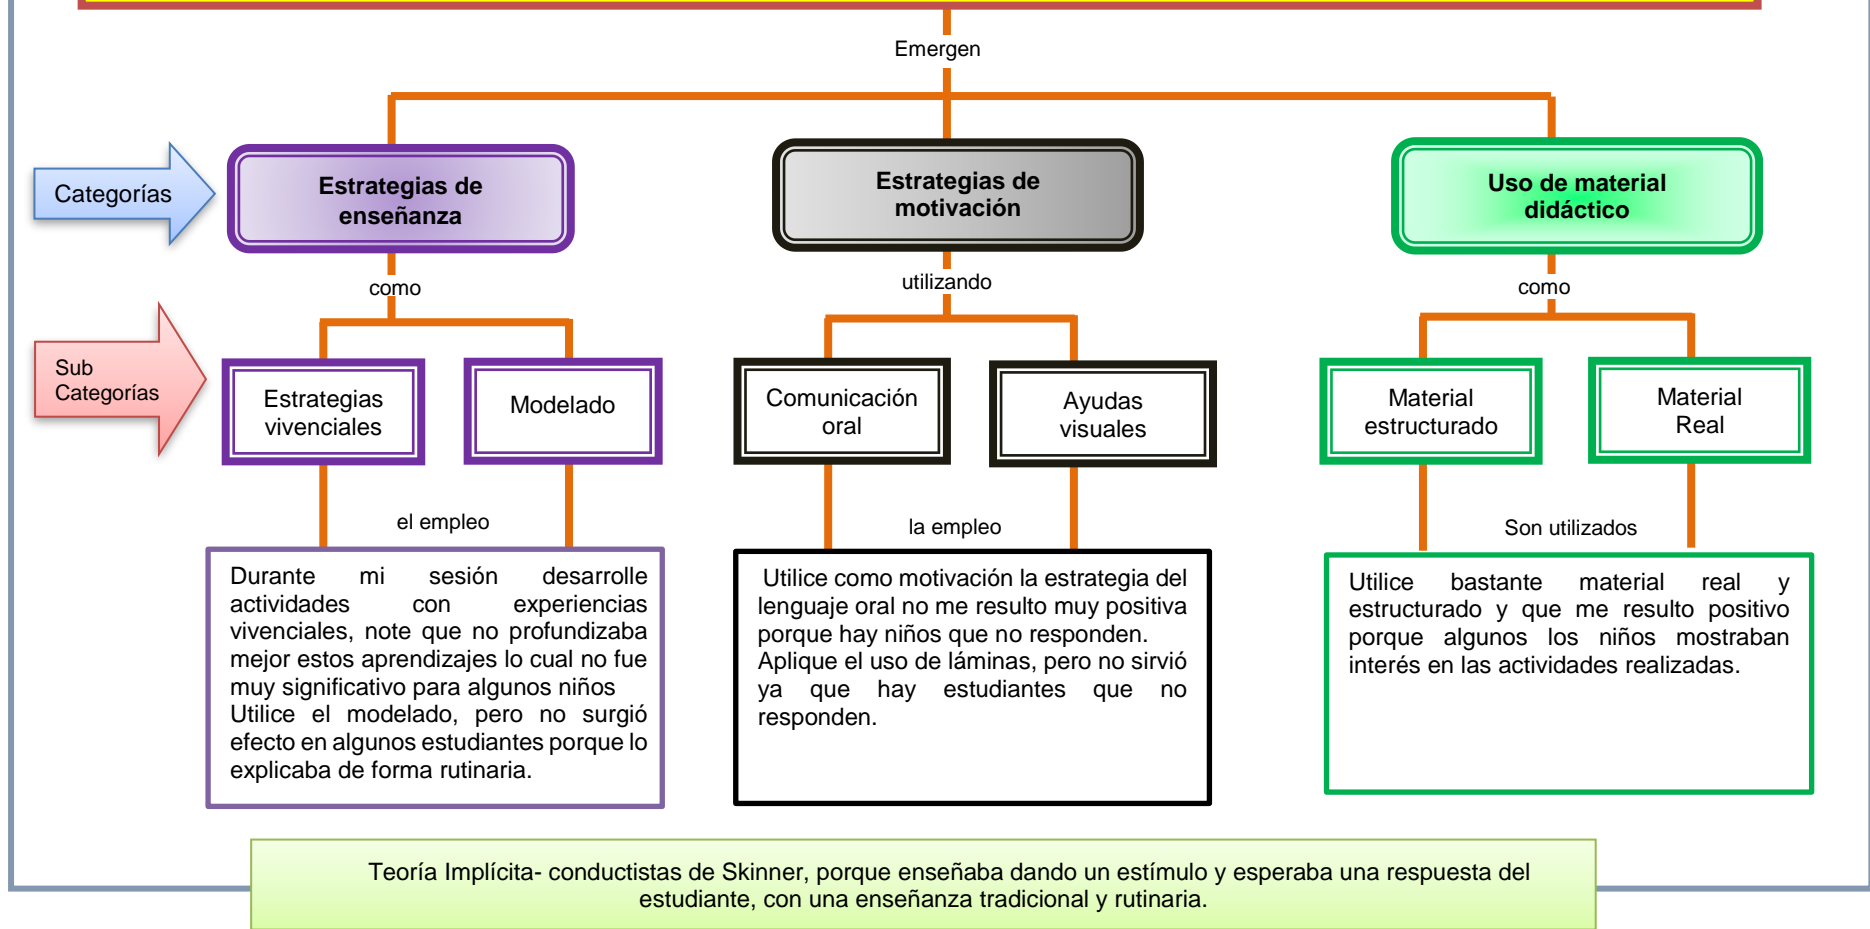 Emergen
Categorías
Estrategias de
enseñanza
Estrategias de
motivación
Uso de material
didáctico
como
utilizando
como
Sub
Categorías
Estrategias
vivenciales
Modelado
Comunicación
oral
Ayudas
visuales
Material
estructurado
Material
Real
el empleo
la empleo
Son utilizados
Durante mi sesión desarrolle
actividades con experiencias
vivenciales, note que no profundizaba
mejor estos aprendizajes lo cual no fue
muy significativo para algunos niños
Utilice el modelado, pero no surgió
efecto en algunos estudiantes porque lo
explicaba de forma rutinaria.
Utilice como motivación la estrategia del
lenguaje oral no me resulto muy positiva
porque hay niños que no responden.
Aplique el uso de láminas, pero no sirvió
ya que hay estudiantes que no
responden.
Utilice bastante material real y
estructurado y que me resulto positivo
porque algunos los niños mostraban
interés en las actividades realizadas.
Teoría Implícita- conductistas de Skinner, porque enseñaba dando un estímulo y esperaba una respuesta del
estudiante, con una enseñanza tradicional y rutinaria.